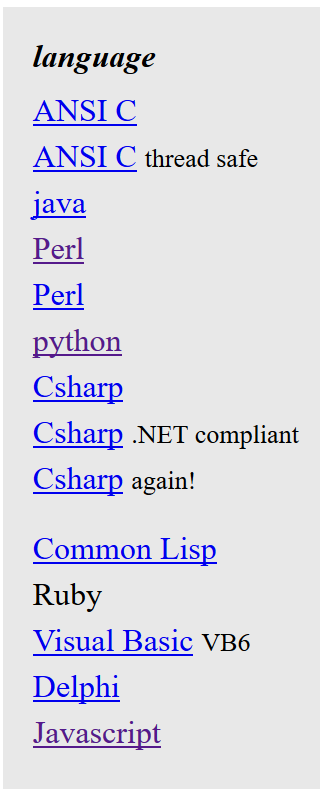 language
ANSI C
ANSI C thread safe
java
Perl
Perl
python
Csharp
Csharp .NET compliant
Csharp again!
Common Lisp
Ruby
Visual Basic VB6
Delphi
Javascript